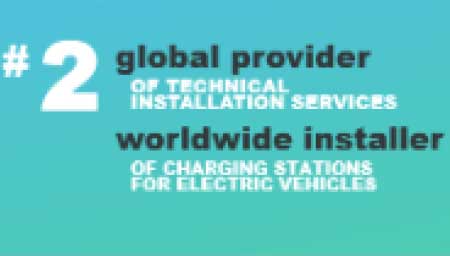 #2 global provider
OF TECHNICAL
INSTALLATION SERVICES
worldwide installer
OF CHARGING STATIONS
FOR ELECTRIC VEHICLES